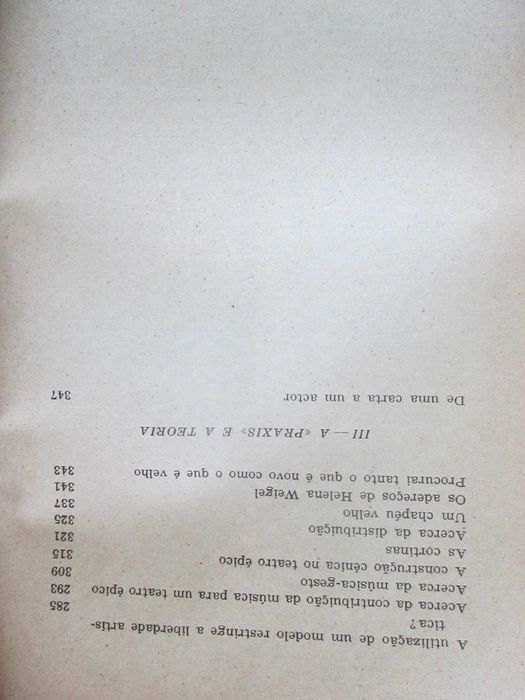 A utilização de um modelo restringe a liberdade artis-
tica? 285
Acerca da contribuição da música para um teatro épico 293
Acerca da música-gesto 309
A construção cénica no teatro épico 315
As cortinas 321
Acerca da distribuição 325
Um chapéu velho 337
Os adereços de Helena Weigel 341
Procurai tanto o que é novo como o que é velho 343
III — A «PRAXIS» E A TEORIA
De uma carta a um actor 347